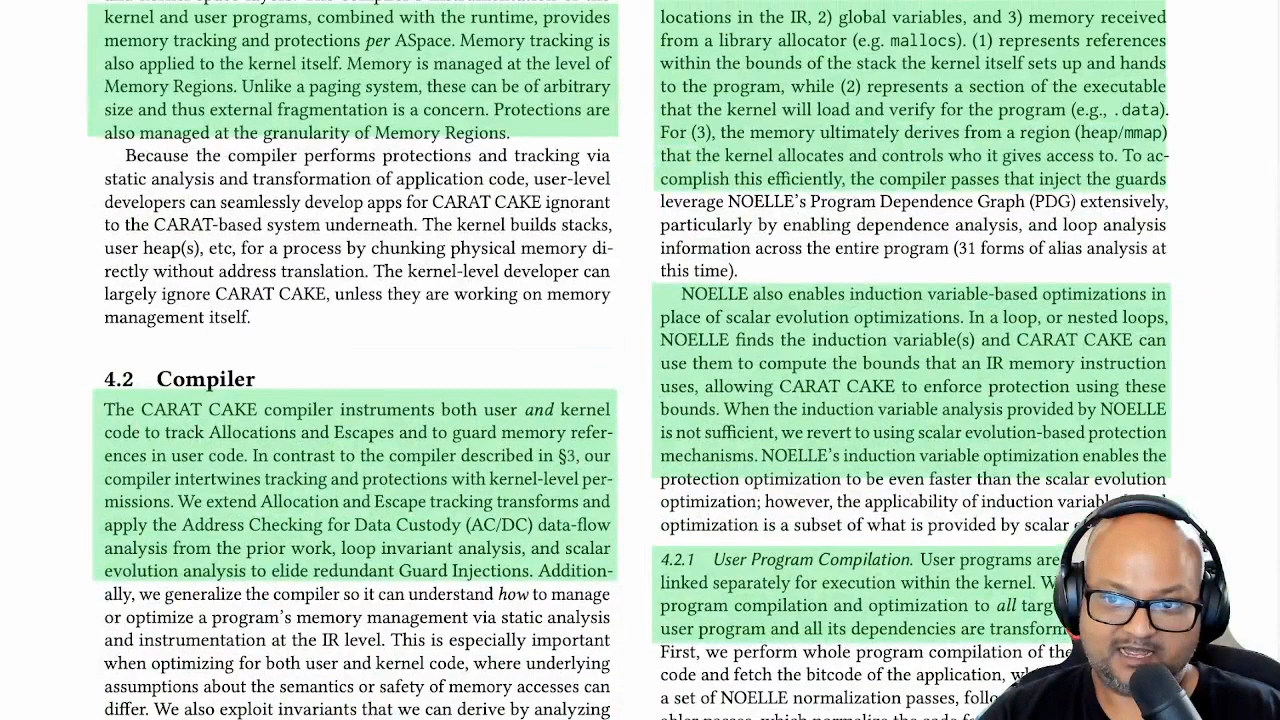 kernel and user programs, combined with the runtime, provides
memory tracking and protections per ASpace. Memory tracking is
also applied to the kernel itself. Memory is managed at the level of
Memory Regions. Unlike a paging system, these can be of arbitrary
size and thus external fragmentation is a concern. Protections are
also managed at the granularity of Memory Regions.
Because the compiler performs protections and tracking via
static analysis and transformation of application code, user-level
developers can seamlessly develop apps for CARAT CAKE ignorant
to the CARAT-based system underneath. The kernel builds stacks,
user heap(s), etc, for a process by chunking physical memory di-
rectly without address translation. The kernel-level developer can
largely ignore CARAT CAKE, unless they are working on memory
management itself.
4.2 Compiler
The CARAT CAKE compiler instruments both user and kernel
code to track Allocations and Escapes and to guard memory refer-
ences in user code. In contrast to the compiler described in §3, our
compiler intertwines tracking and protections with kernel-level per-
missions. We extend Allocation and Escape tracking transforms and
apply the Address Checking for Data Custody (AC/DC) data-flow
analysis from the prior work, loop invariant analysis, and scalar
evolution analysis to elide redundant Guard Injections. Addition-
ally, we generalize the compiler so it can understand how to manage
or optimize a program's memory management via static analysis
and instrumentation at the IR level. This is especially important
when optimizing for both user and kernel code, where underlying
assumptions about the semantics or safety of memory accesses can
differ. We also exploit invariants that we can derive by analyzing
locations in the IR, 2) global variables, and 3) memory received
from a library allocator (e.g. mallocs). (1) represents references
within the bounds of the stack the kernel itself sets up and hands
to the program, while (2) represents a section of the executable
that the kernel will load and verify for the program (e.g., .data).
For (3), the memory ultimately derives from a region (heap/mmap)
that the kernel allocates and controls who it gives access to. To ac-
complish this efficiently, the compiler passes that inject the guards
leverage NOELLE's Program Dependence Graph (PDG) extensively,
particularly by enabling dependence analysis, and loop analysis
information across the entire program (31 forms of alias analysis at
this time).
NOELLE also enables induction variable-based optimizations in
place of scalar evolution optimizations. In a loop, or nested loops,
NOELLE finds the induction variable(s) and CARAT CAKE can
use them to compute the bounds that an IR memory instruction
uses, allowing CARAT CAKE to enforce protection using these
bounds. When the induction variable analysis provided by NOELLE
is not sufficient, we revert to using scalar evolution-based protection
mechanisms. NOELLE's induction variable optimization enables the
protection optimization to be even faster than the scalar evolution
optimization; however, the applicability of induction
optimization is a subset of what is provided by scalar
4.2.1 User Program Compilation. User programs are
linked separately for execution within the kernel.
program compilation and optimization to all
user program and all its dependencies are
First, we perform whole program compilation of the
code and fetch the bitcode of the application,
a set of NOELLE normalization passes,